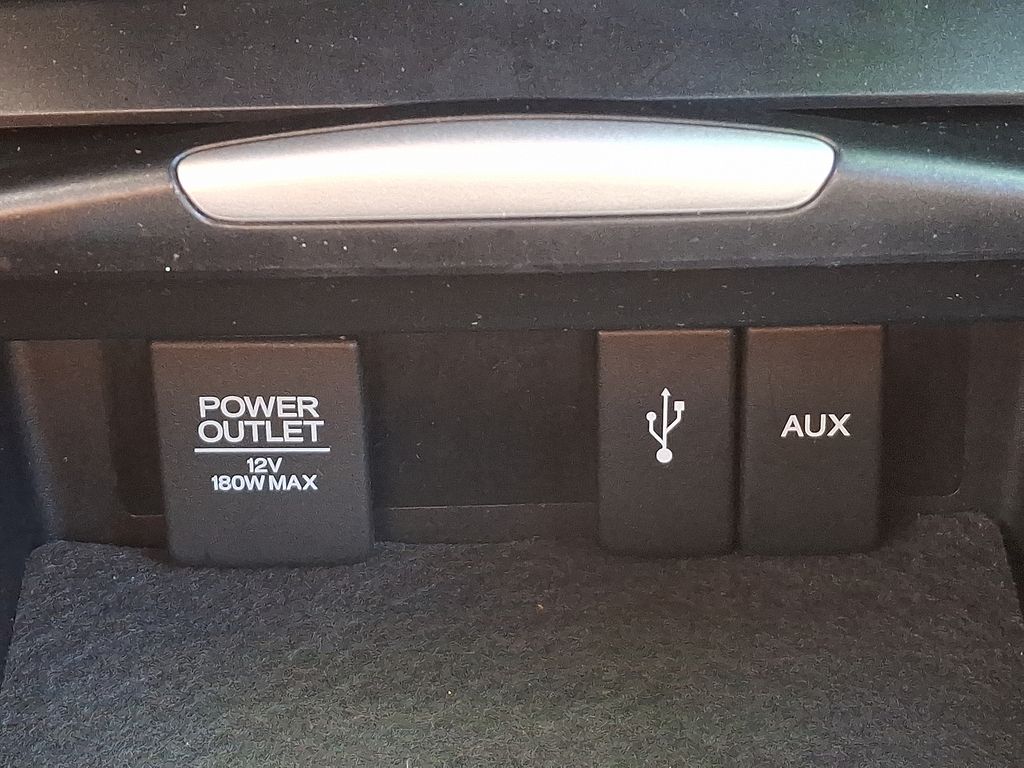 POWER
OUTLET
12V
180W MAX
AUX